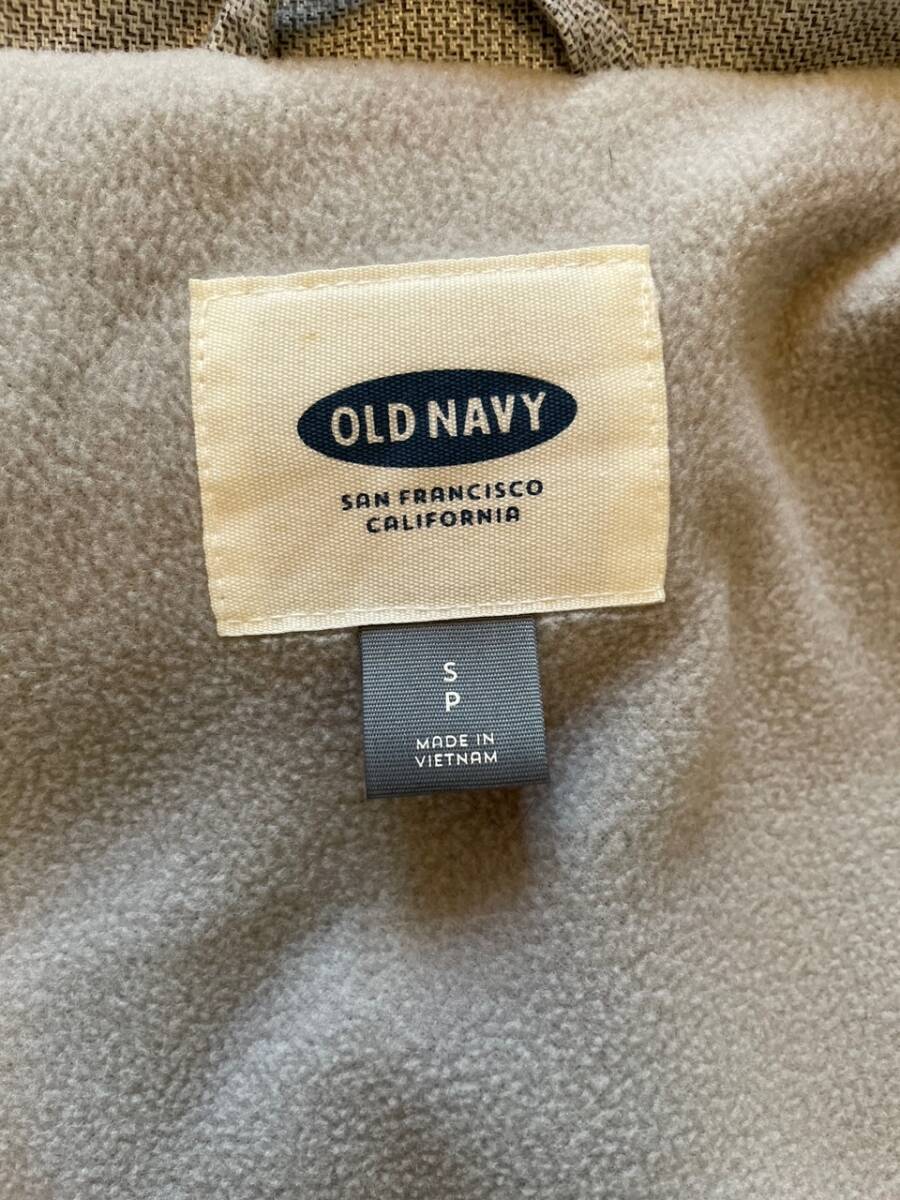 OLD NAVY
SAN FRANCISCO
CALIFORNIA
S
P
MADE IN
VIETNAM